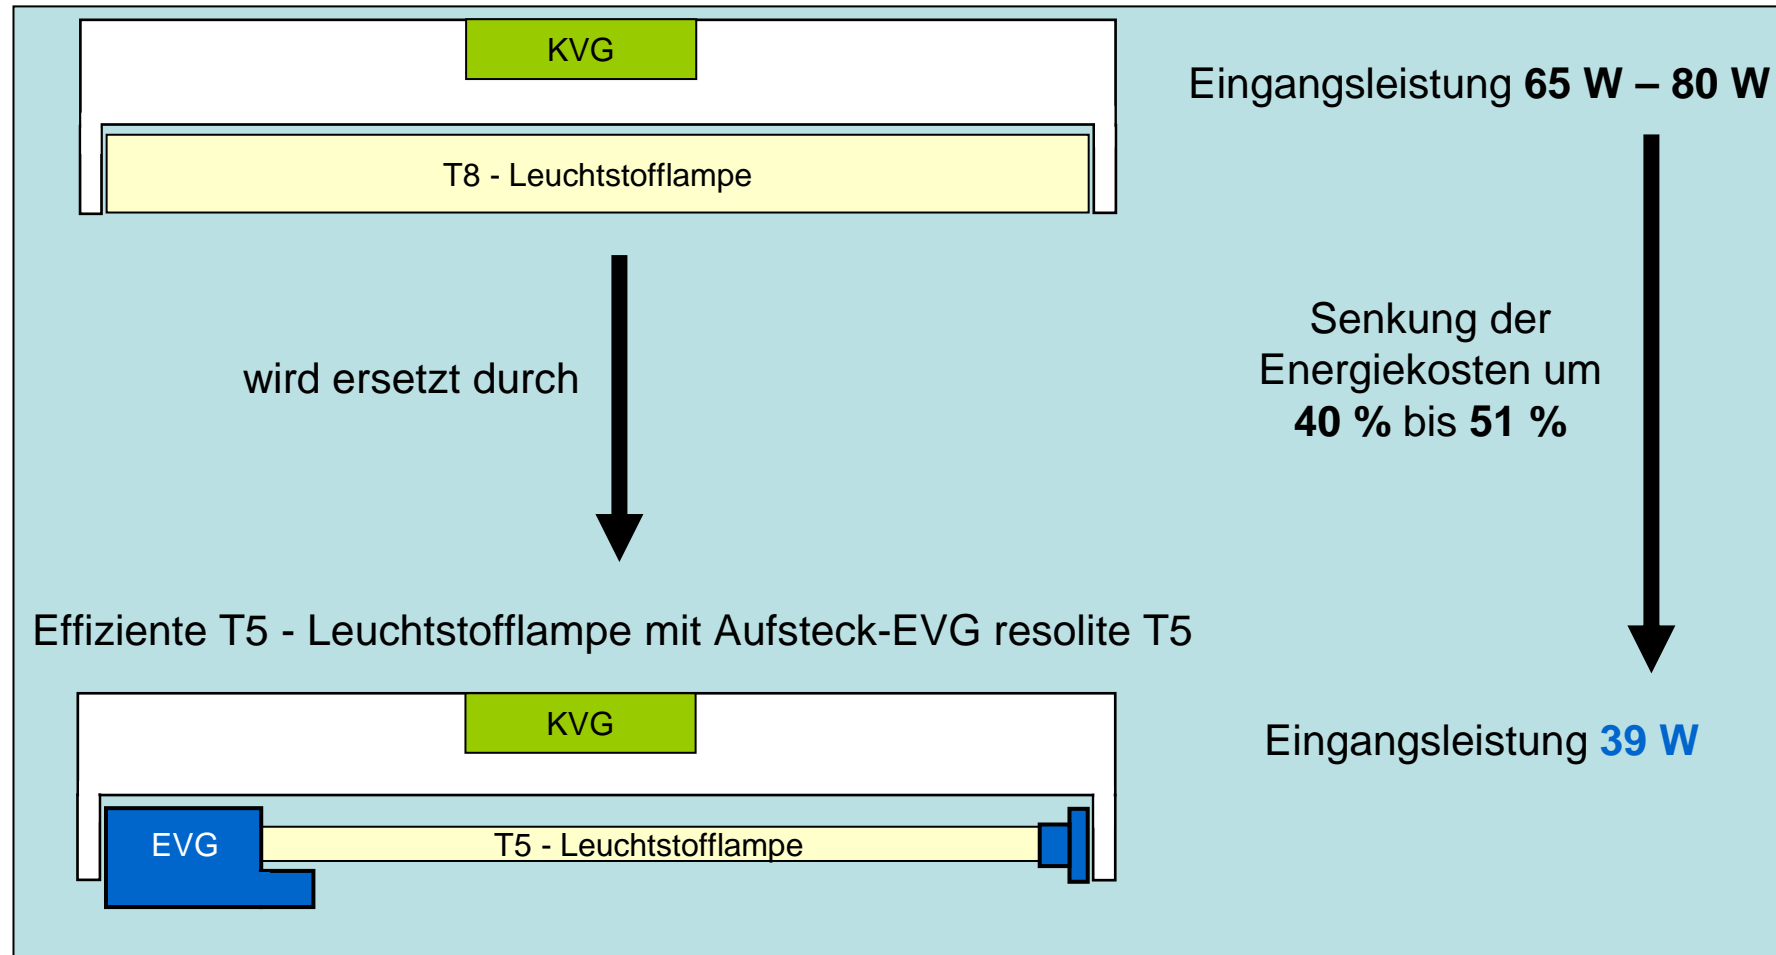 KVG
Eingangsleistung 65 W – 80 W
T8 - Leuchtstofflampe
wird ersetzt durch
Senkung der
Energiekosten um
40 % bis 51 %
Effiziente T5 - Leuchtstofflampe mit Aufsteck-EVG resolite T5
KVG
Eingangsleistung 39 W
EVG
T5 - Leuchtstofflampe